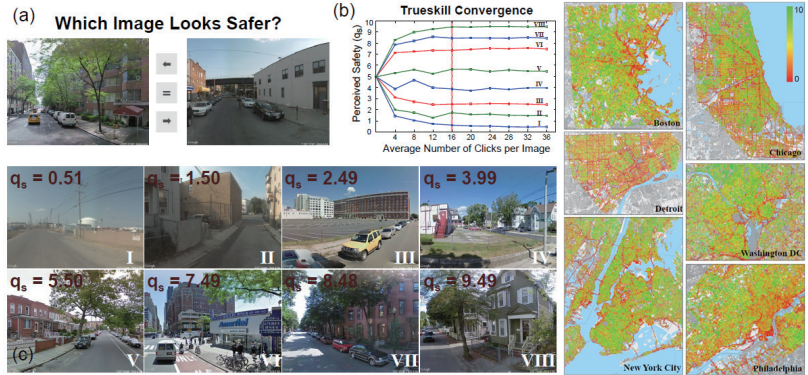 (a)
Which Image Looks Safer?
=
(b)
Trueskill Convergence
Perceived Safety (qs)
10
9
8
7
6
5
4
3
2
1
0
VIII
VII
VI
V
IV
III
II
I
4 8 12 16 20 24 28 32 36
Average Number of Clicks per Image
qs = 0.51
I
qs = 1.50
II
qs = 2.49
III
qs = 3.99
IV
qs = 5.50
V
qs = 7.49
VI
qs = 8.48
VII
qs = 9.49
VIII
(c)
Boston
10
0
Chicago
Detroit
Washington DC
New York City
Philadelphia